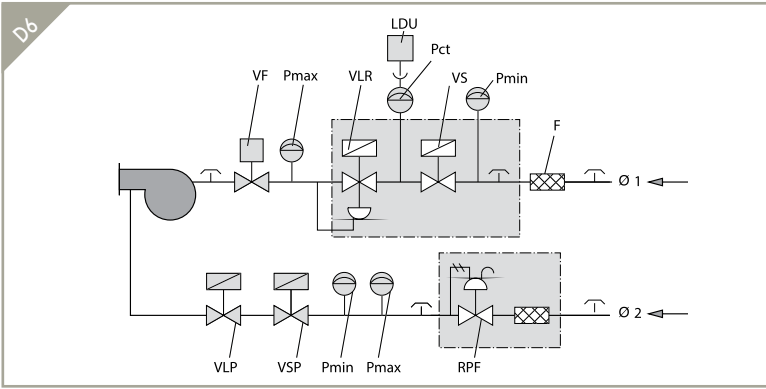 D6
LDU
Pct
VF Pmax VLR VS Pmin
F
Ø 1
Ø 2
VLP VSP Pmin Pmax RPF